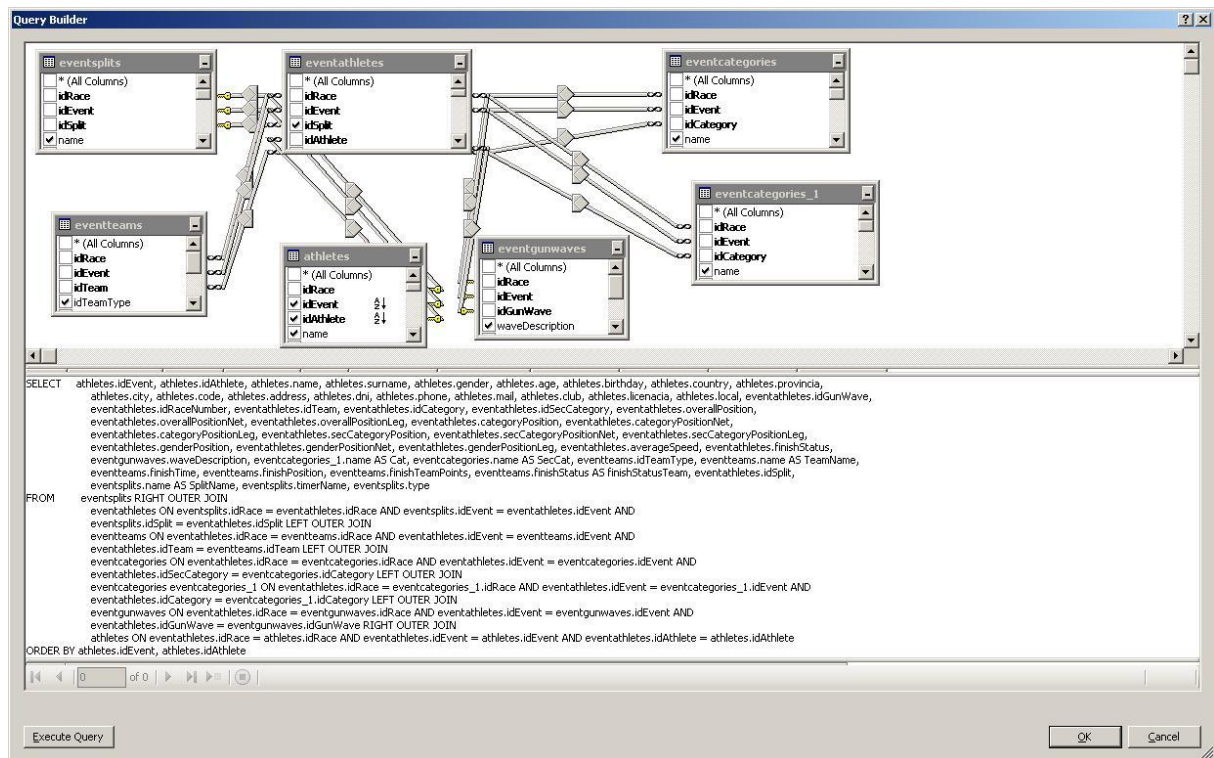 Query Builder
eventsplits
* (All Columns)
idRace
idEvent
idSplit
name
eventathletes
* (All Columns)
idRace
idEvent
idSplit
idAthlete
eventcategories
* (All Columns)
idRace
idEvent
idCategory
name
eventteams
* (All Columns)
idRace
idEvent
idTeam
idTeamType
athletes
* (All Columns)
idRace
idEvent
idAthlete
name
eventgunwaves
* (All Columns)
idRace
idEvent
idGunWave
waveDescription
eventcategories_1
* (All Columns)
idRace
idEvent
idCategory
name
SELECT athletes.idEvent, athletes.idAthlete, athletes.name, athletes.surname, athletes.gender, athletes.age, athletes.birthday, athletes.country, athletes.provincia,
athletes.city, athletes.code, athletes.address, athletes.dni, athletes.phone, athletes.mail, athletes.club, athletes.licenacia, athletes.local, eventathletes.idGunWave,
eventathletes.idRaceNumber, eventathletes.idTeam, eventathletes.idCategory, eventathletes.idSecCategory, eventathletes.overallPosition,
eventathletes.overallPositionNet, eventathletes.overallPositionLeg, eventathletes.categoryPosition, eventathletes.categoryPositionNet,
eventathletes.categoryPositionLeg, eventathletes.secCategoryPosition, eventathletes.secCategoryPositionNet, eventathletes.secCategoryPositionLeg,
eventathletes.genderPosition, eventathletes.genderPositionNet, eventathletes.genderPositionLeg, eventathletes.averageSpeed, eventathletes.finishStatus,
eventgunwaves.waveDescription, eventcategories_1.name AS Cat, eventcategories.name AS SecCat, eventteams.idTeamType, eventteams.name AS TeamName,
eventteams.finishTime, eventteams.finishPosition, eventteams.finishTeamPoints, eventteams.finishStatus AS finishStatusTeam, eventathletes.idSplit,
eventsplits.name AS SplitName, eventsplits.timerName, eventsplits.type
FROM eventsplits RIGHT OUTER JOIN
eventathletes ON eventsplits.idRace = eventathletes.idRace AND eventsplits.idEvent = eventathletes.idEvent AND
eventsplits.idSplit = eventathletes.idSplit LEFT OUTER JOIN
eventteams ON eventathletes.idRace = eventteams.idRace AND eventathletes.idEvent = eventteams.idEvent AND
eventathletes.idTeam = eventteams.idTeam LEFT OUTER JOIN
eventcategories ON eventathletes.idRace = eventcategories.idRace AND eventathletes.idEvent = eventcategories.idEvent AND
eventathletes.idSecCategory = eventcategories.idCategory LEFT OUTER JOIN
eventcategories eventcategories_1 ON eventathletes.idRace = eventcategories_1.idRace AND eventathletes.idEvent = eventcategories_1.idEvent AND
eventathletes.idCategory = eventcategories_1.idCategory LEFT OUTER JOIN
eventgunwaves ON eventathletes.idRace = eventgunwaves.idRace AND eventathletes.idEvent = eventgunwaves.idEvent AND
eventathletes.idGunWave = eventgunwaves.idGunWave RIGHT OUTER JOIN
athletes ON eventathletes.idRace = athletes.idRace AND eventathletes.idEvent = athletes.idEvent AND eventathletes.idAthlete = athletes.idAthlete
ORDER BY athletes.idEvent, athletes.idAthlete
0 of 0
Execute Query
OK
Cancel